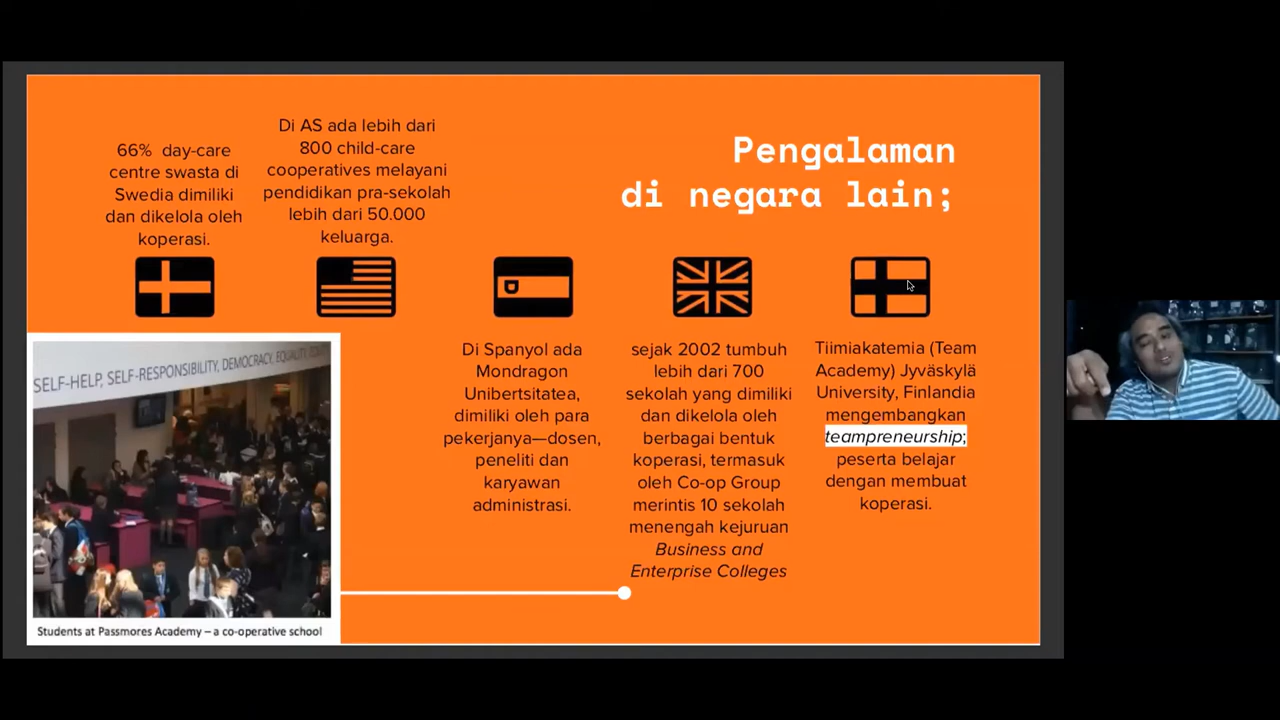 Pengalaman
di negara lain;
66% day-care
centre swasta di
Swedia dimiliki
dan dikelola oleh
koperasi.
Di AS ada lebih dari
800 child-care
cooperatives melayani
pendidikan pra-sekolah
lebih dari 50.000
keluarga.
Di Spanyol ada
Mondragon
Unibertsitatea,
dimiliki oleh para
pekerjanya—dosen,
peneliti dan
karyawan
administrasi.
sejak 2002 tumbuh
lebih dari 700
sekolah yang dimiliki
dan dikelola oleh
berbagai bentuk
koperasi, termasuk
oleh Co-op Group
merintis 10 sekolah
menengah kejuruan
Business and
Enterprise Colleges
Tiimiakatemia (Team
Academy) Jyväskylä
University, Finlandia
mengembangkan
teampreneurship;
peserta belajar
dengan membuat
koperasi.
SELF-HELP, SELF-RESPONSIBILITY, DEMOCRACY, EQUALITY,
Students at Passmores Academy – a co-operative school